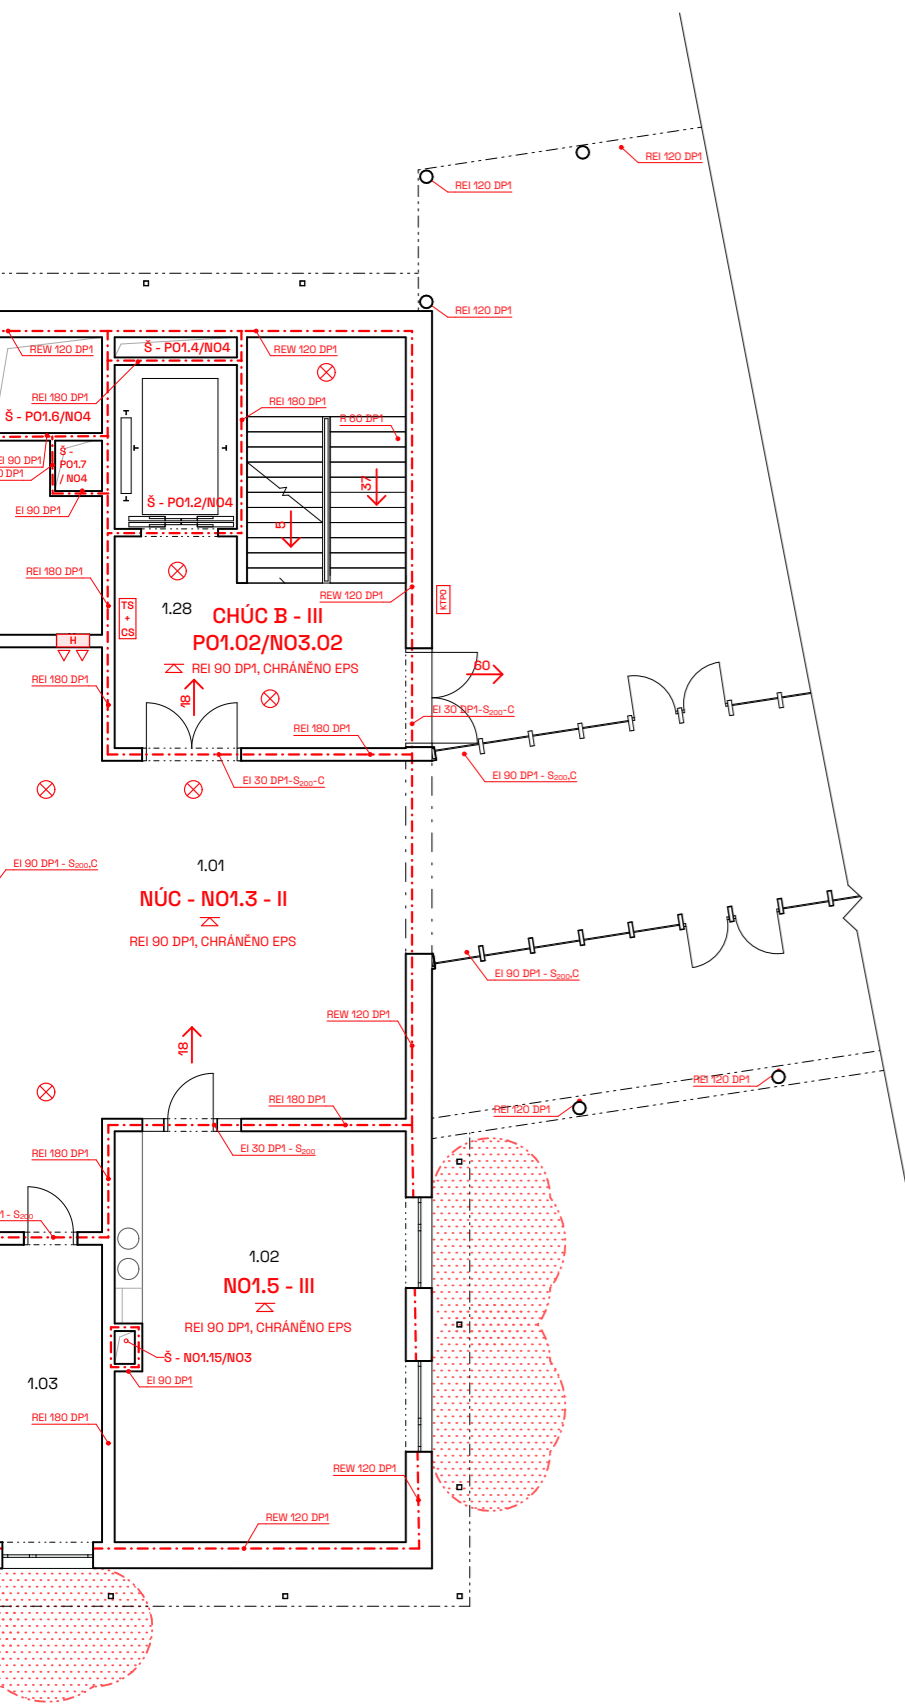 REI 120 DP1
REI 120 DP1
REI 120 DP1
REW 120 DP1
Š - P01.4/N04
REW 120 DP1
REI 180 DP1
REI 180 DP1
Š - P01.6/N04
R 60 DP1
Š -
P01.7
/ N04
EI 90 DP1
0 DP1
37
Š - P01.2/N04
EI 90 DP1
5
REI 180 DP1
REW 120 DP1
KTPO
TS
+
CS
1.28
CHÚC B - III
P01.02/N03.02
REI 90 DP1, CHRÁNĚNO EPS
H
60
REI 180 DP1
18
EI 30 DP1-S₂₀₀-C
REI 180 DP1
EI 30 DP1-S₂₀₀-C
EI 90 DP1 - S₂₀₀,C
EI 90 DP1 - S₂₀₀,C
1.01
NÚC - N01.3 - II
REI 90 DP1, CHRÁNĚNO EPS
EI 90 DP1 - S₂₀₀,C
REW 120 DP1
18
REI 120 DP1
REI 180 DP1
REI 120 DP1
REI 180 DP1
EI 30 DP1 - S₂₀₀
1 - S₂₀₀
1.02
N01.5 - III
REI 90 DP1, CHRÁNĚNO EPS
Š - N01.15/N03
EI 90 DP1
1.03
REI 180 DP1
REW 120 DP1
REW 120 DP1